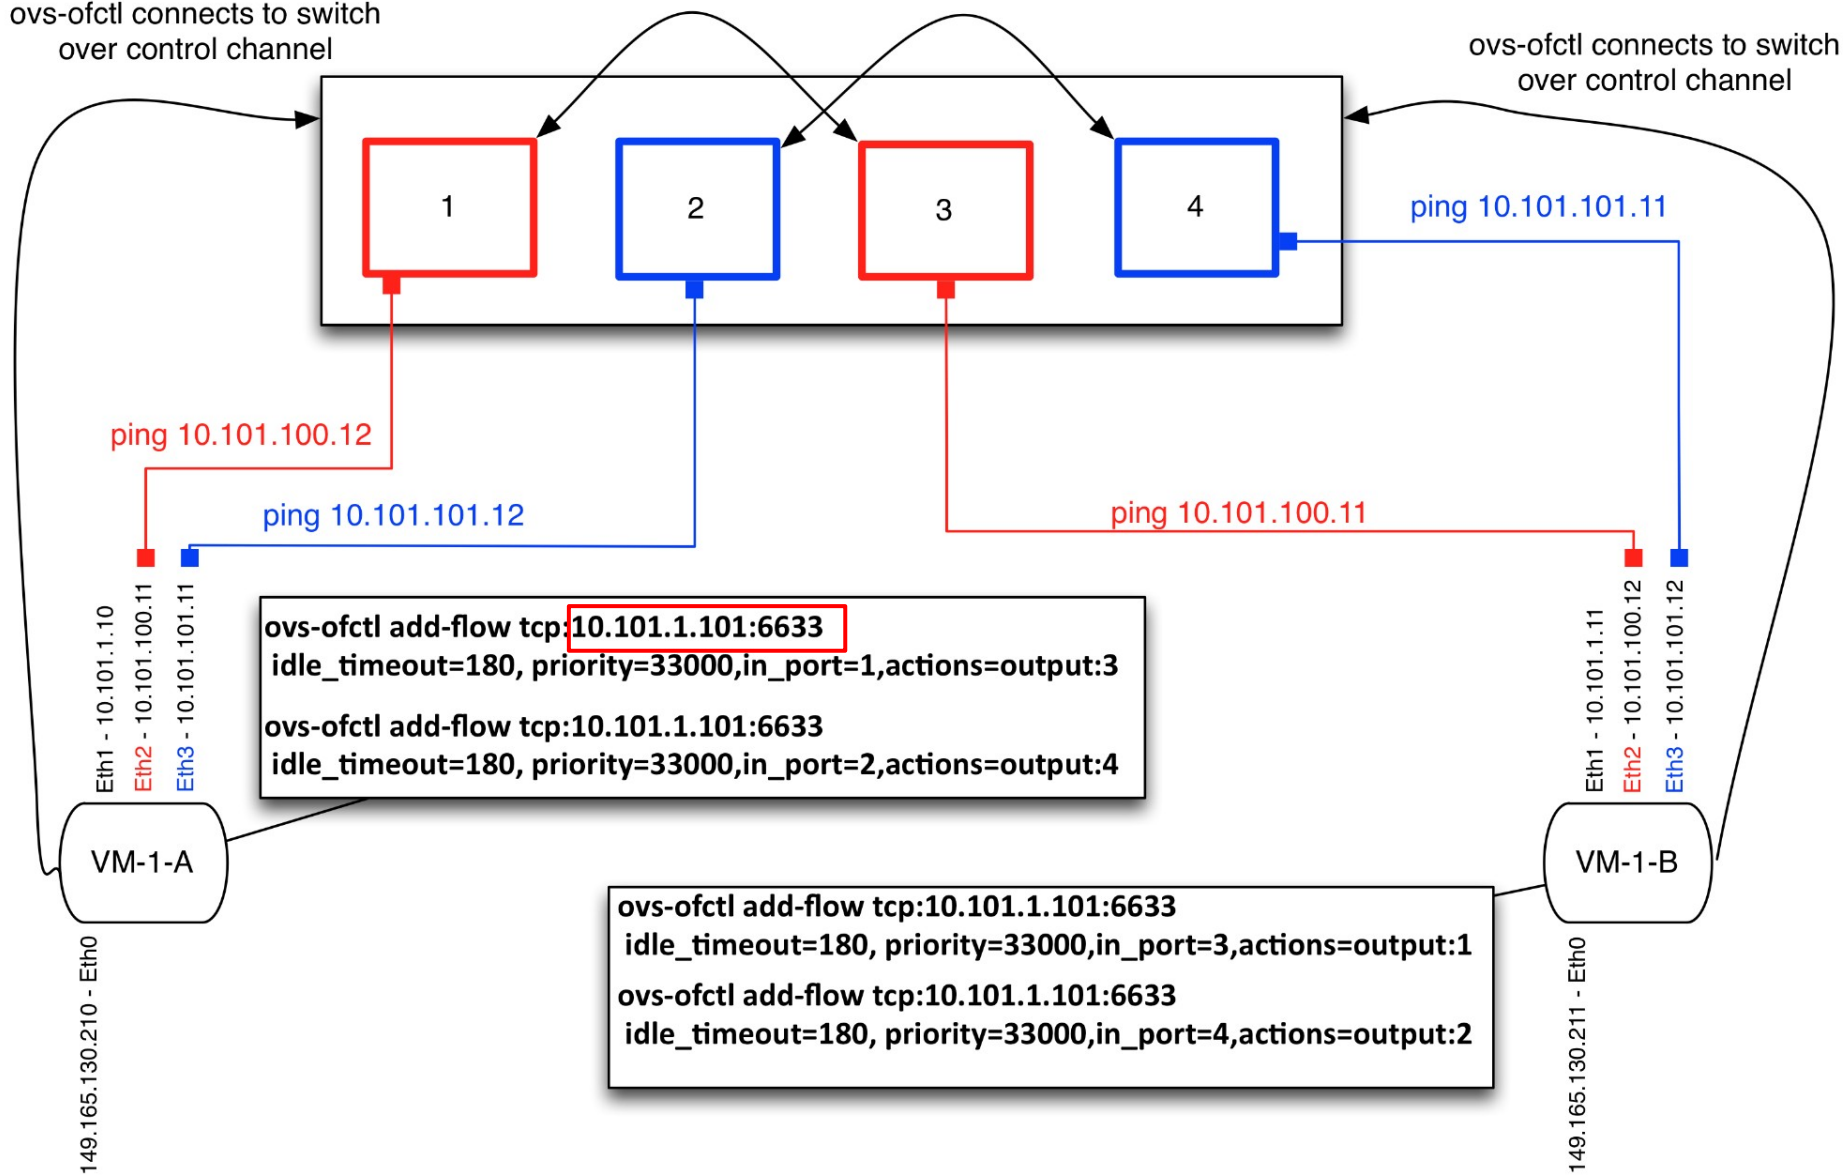 ovs-ofctl connects to switch
over control channel
ovs-ofctl connects to switch
over control channel
1
2
3
4
ping 10.101.101.11
ping 10.101.100.12
ping 10.101.101.12
ping 10.101.100.11
Eth1 - 10.101.1.10
Eth2 - 10.101.100.11
Eth3 - 10.101.101.11
ovs-ofctl add-flow tcp:10.101.1.101:6633
idle_timeout=180, priority=33000,in_port=1,actions=output:3
ovs-ofctl add-flow tcp:10.101.1.101:6633
idle_timeout=180, priority=33000,in_port=2,actions=output:4
Eth1 - 10.101.1.11
Eth2 - 10.101.100.12
Eth3 - 10.101.101.12
VM-1-A
VM-1-B
ovs-ofctl add-flow tcp:10.101.1.101:6633
idle_timeout=180, priority=33000,in_port=3,actions=output:1
ovs-ofctl add-flow tcp:10.101.1.101:6633
idle_timeout=180, priority=33000,in_port=4,actions=output:2
149.165.130.210 - Eth0
149.165.130.211 - Eth0